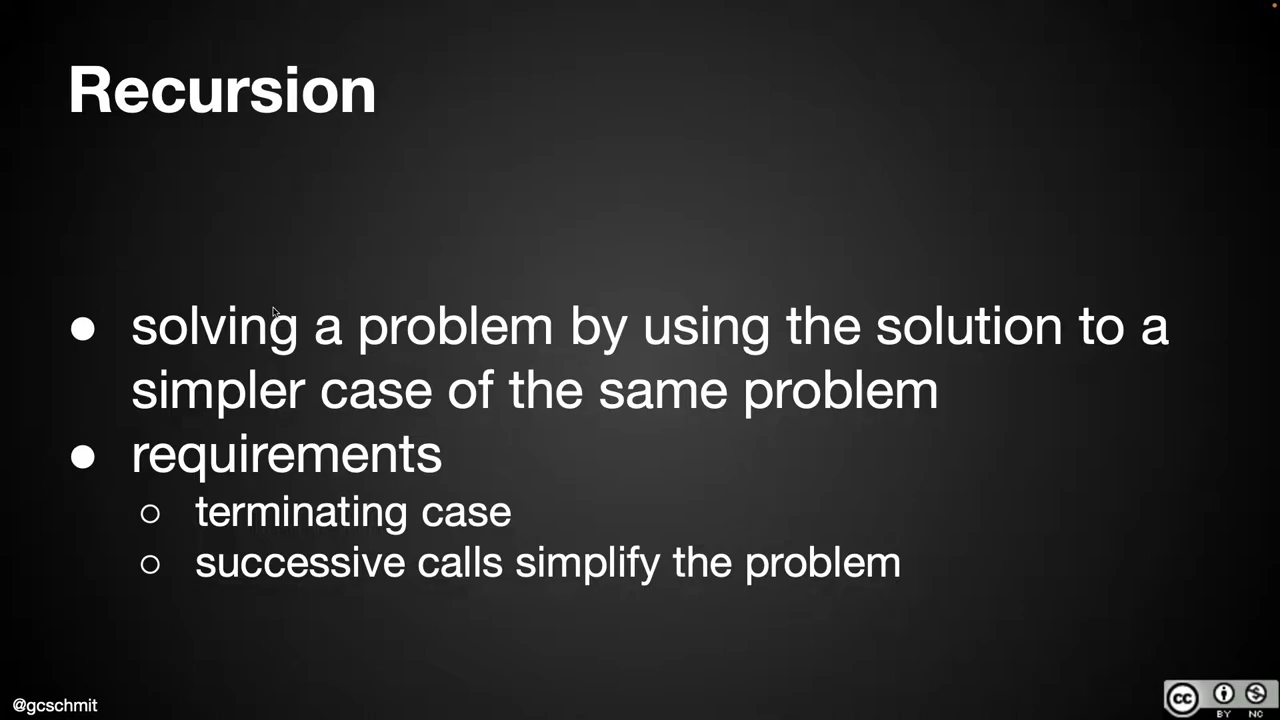 Recursion
● solving a problem by using the solution to a
simpler case of the same problem
● requirements
○ terminating case
○ successive calls simplify the problem
@gcschmit
cc
BY NC